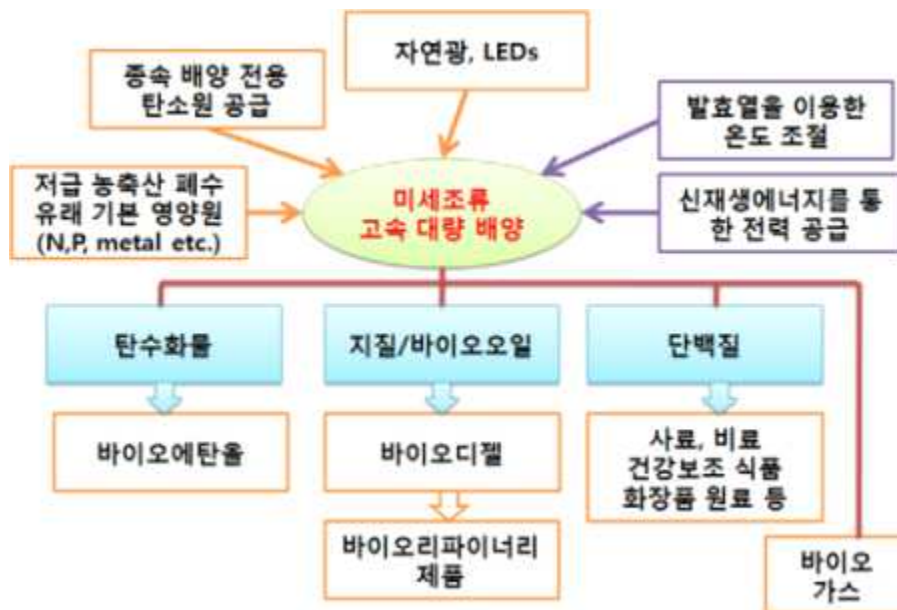 자연광, LEDs
종속 배양 전용
탄소원 공급
발효열을 이용한
온도 조절
저급 농축산 폐수
유래 기본 영양원
(N,P, metal etc.)
미세조류
고속 대량 배양
신재생에너지를 통
한 전력 공급
탄수화물
지질/바이오오일
단백질
바이오에탄올
바이오디젤
사료, 비료
건강보조 식품
화장품 원료 등
바이오리파이너리
제품
바이오
가스